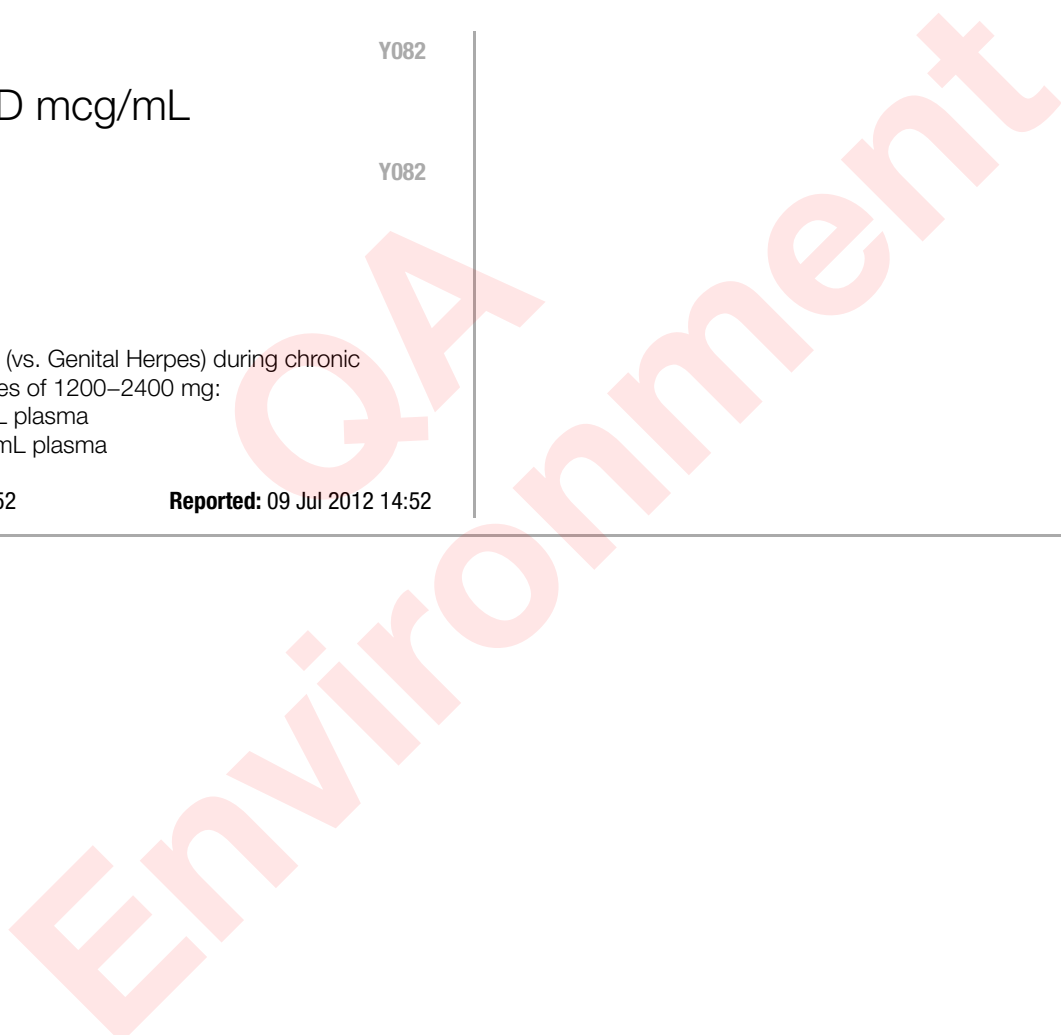 Y082
D mcg/mL
Y082
(vs. Genital Herpes) during chronic
es of 1200–2400 mg:
L plasma
mL plasma
52 Reported: 09 Jul 2012 14:52
QA
Environment